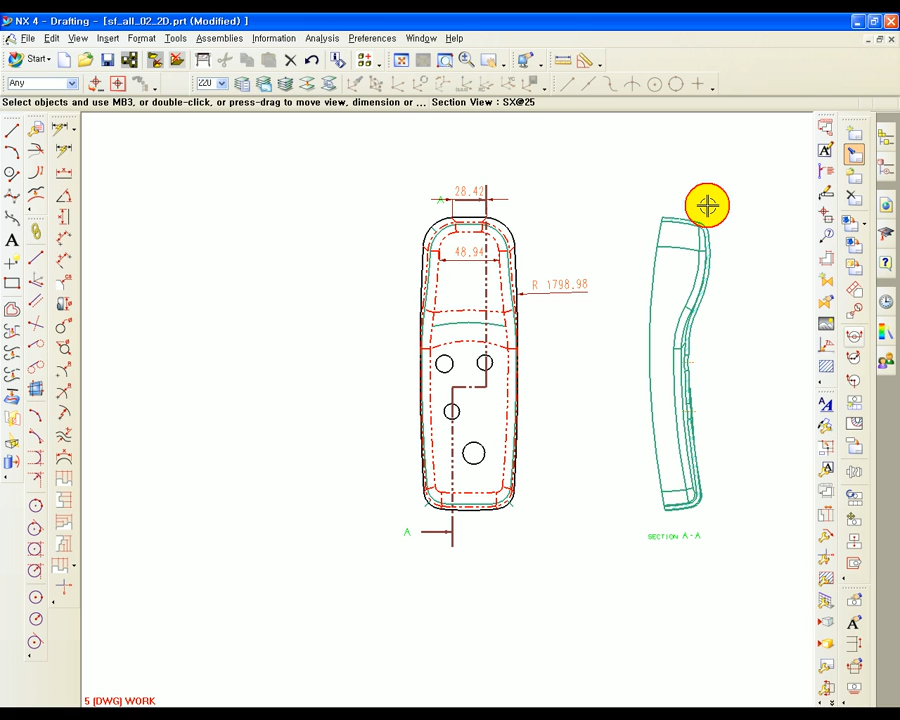 NX 4 - Drafting - [sf_all_02_2D.prt (Modified) ]
File Edit View Insert Format Tools Assemblies Information Analysis Preferences Window Help
Start
Any
220
Select objects and use MB3, or double-click, or press-drag to move view, dimension or ... Section View : SX@25
28.42
A
48.94
R 1798.98
A
SECTION A-A
5 (DWG) WORK